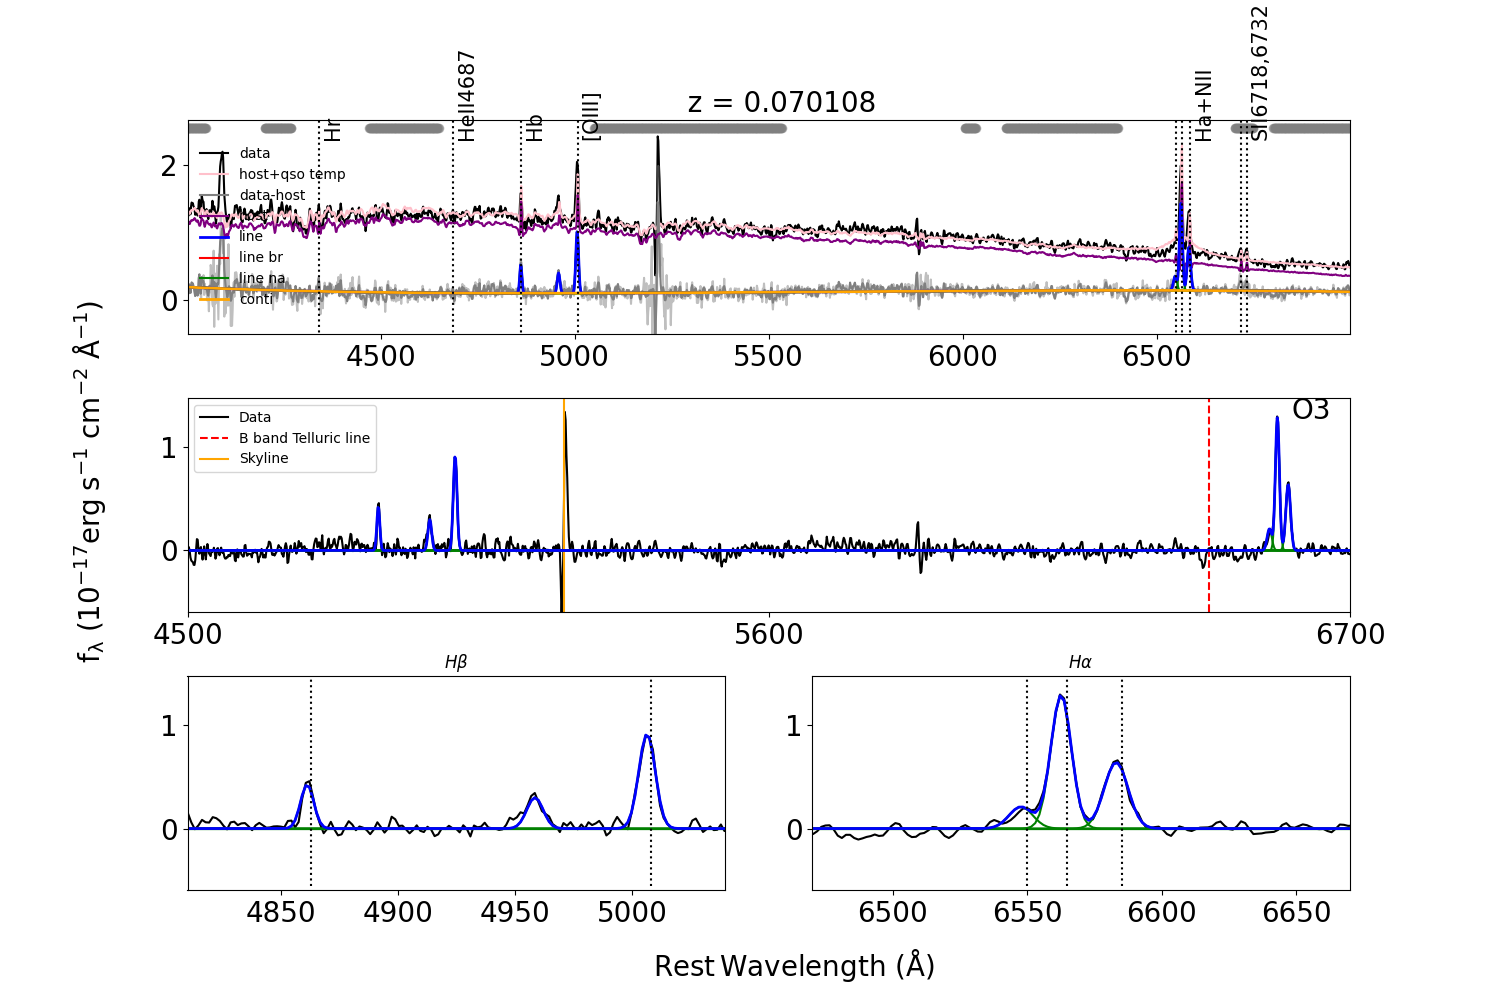 z = 0.070108
Hr
HeII4687
Hb
[OIII]
Ha+NII
SII6718,6732
data
host+qso temp
data-host
line
line br
line na
conti
2
1
0
4500
5000
5500
6000
6500
Data
B band Telluric line
Skyline
O3
1
0
4500
5600
6700
fλ (10−17erg s−1 cm−2 Å−1)
Hβ
1
0
4850
4900
4950
5000
Hα
1
0
6500
6550
6600
6650
Rest Wavelength (Å)